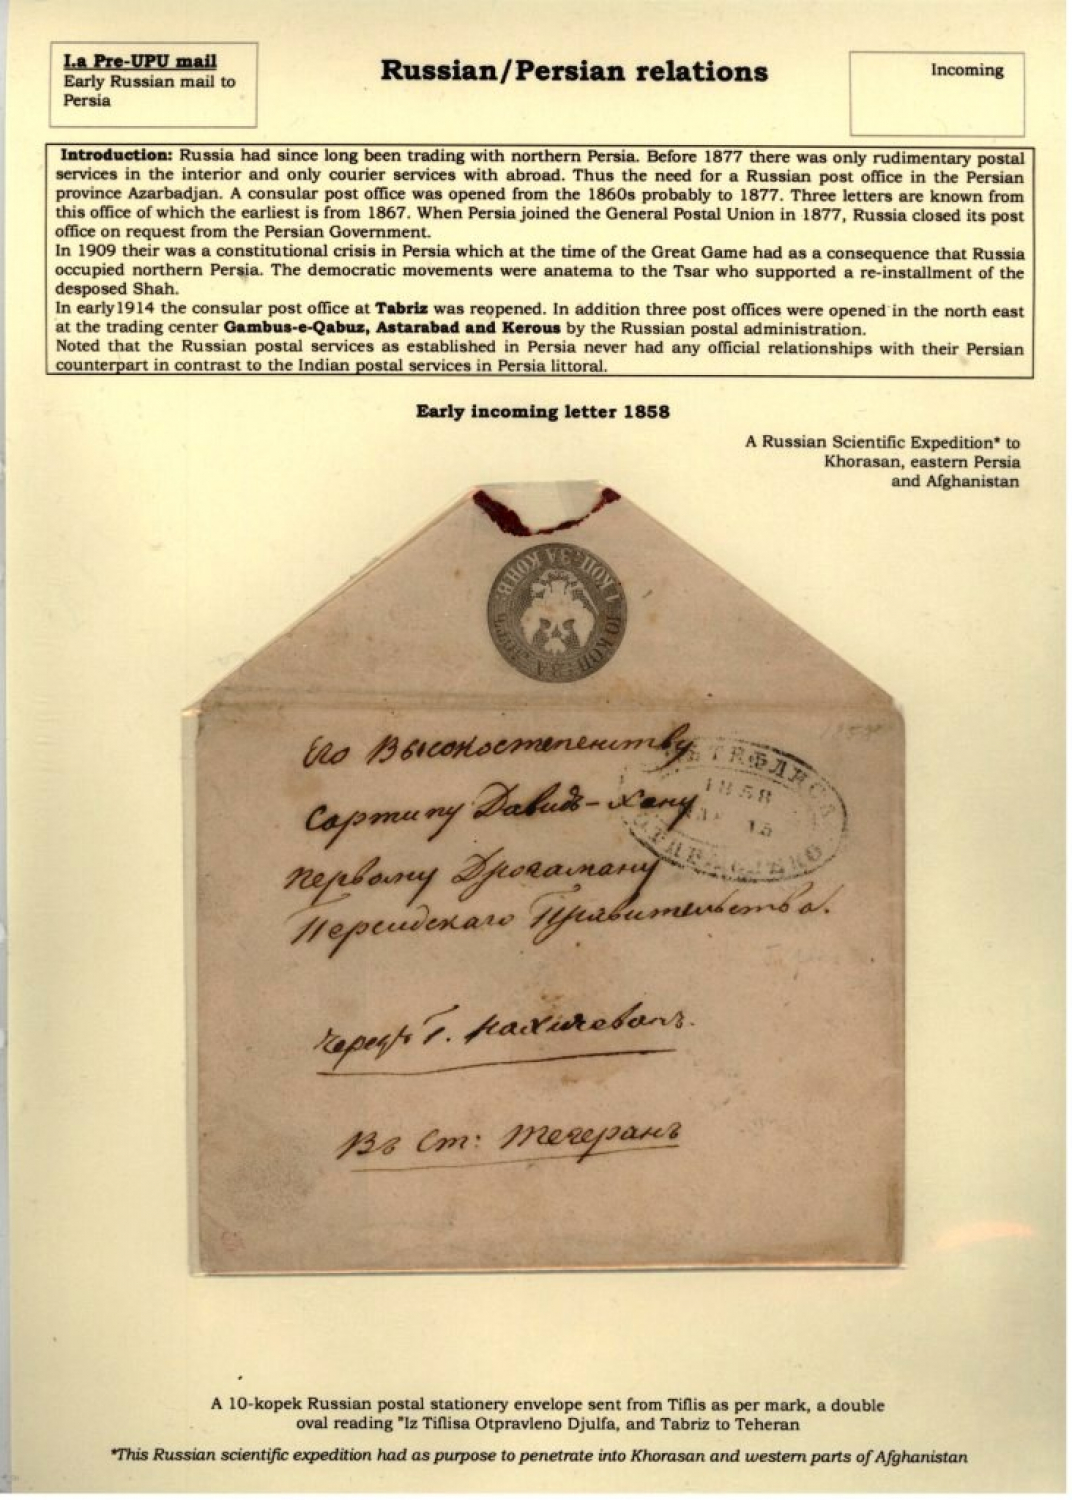 I.a Pre-UPU mail
Early Russian mail to
Persia
Russian/Persian relations
Incoming
Introduction: Russia had since long been trading with northern Persia. Before 1877 there was only rudimentary postal
services in the interior and only courier services with abroad. Thus the need for a Russian post office in the Persian
province Azarbadjan. A consular post office was opened from the 1860s probably to 1877. Three letters are known from
this office of which the earliest is from 1867. When Persia joined the General Postal Union in 1877, Russia closed its post
office on request from the Persian Government.
In 1909 their was a constitutional crisis in Persia which at the time of the Great Game had as a consequence that Russia
occupied northern Persia. The democratic movements were anatema to the Tsar who supported a re-installment of the
desposed Shah.
In early1914 the consular post office at Tabriz was reopened. In addition three post offices were opened in the north east
at the trading center Gambus-e-Qabuz, Astarabad and Kerous by the Russian postal administration.
Noted that the Russian postal services as established in Persia never had any official relationships with their Persian
counterpart in contrast to the Indian postal services in Persia littoral.
Early incoming letter 1858
A Russian Scientific Expedition* to
Khorasan, eastern Persia
and Afghanistan
1 КОП: ЗА КОНВ.
10 КОП: ЗА
Его Высокостепенству
Сартипу Давидъ-Хану
первому Драгоману
Персидскаго Правительства.
ТИФЛИСА
1858
15
ОТПРАВЛЕНО
чрезъ Г. Нахичевань.
Въ Ст: Тегеранъ
A 10-kopek Russian postal stationery envelope sent from Tiflis as per mark, a double
oval reading "Iz Tiflisa Otpravleno Djulfa, and Tabriz to Teheran
*This Russian scientific expedition had as purpose to penetrate into Khorasan and western parts of Afghanistan